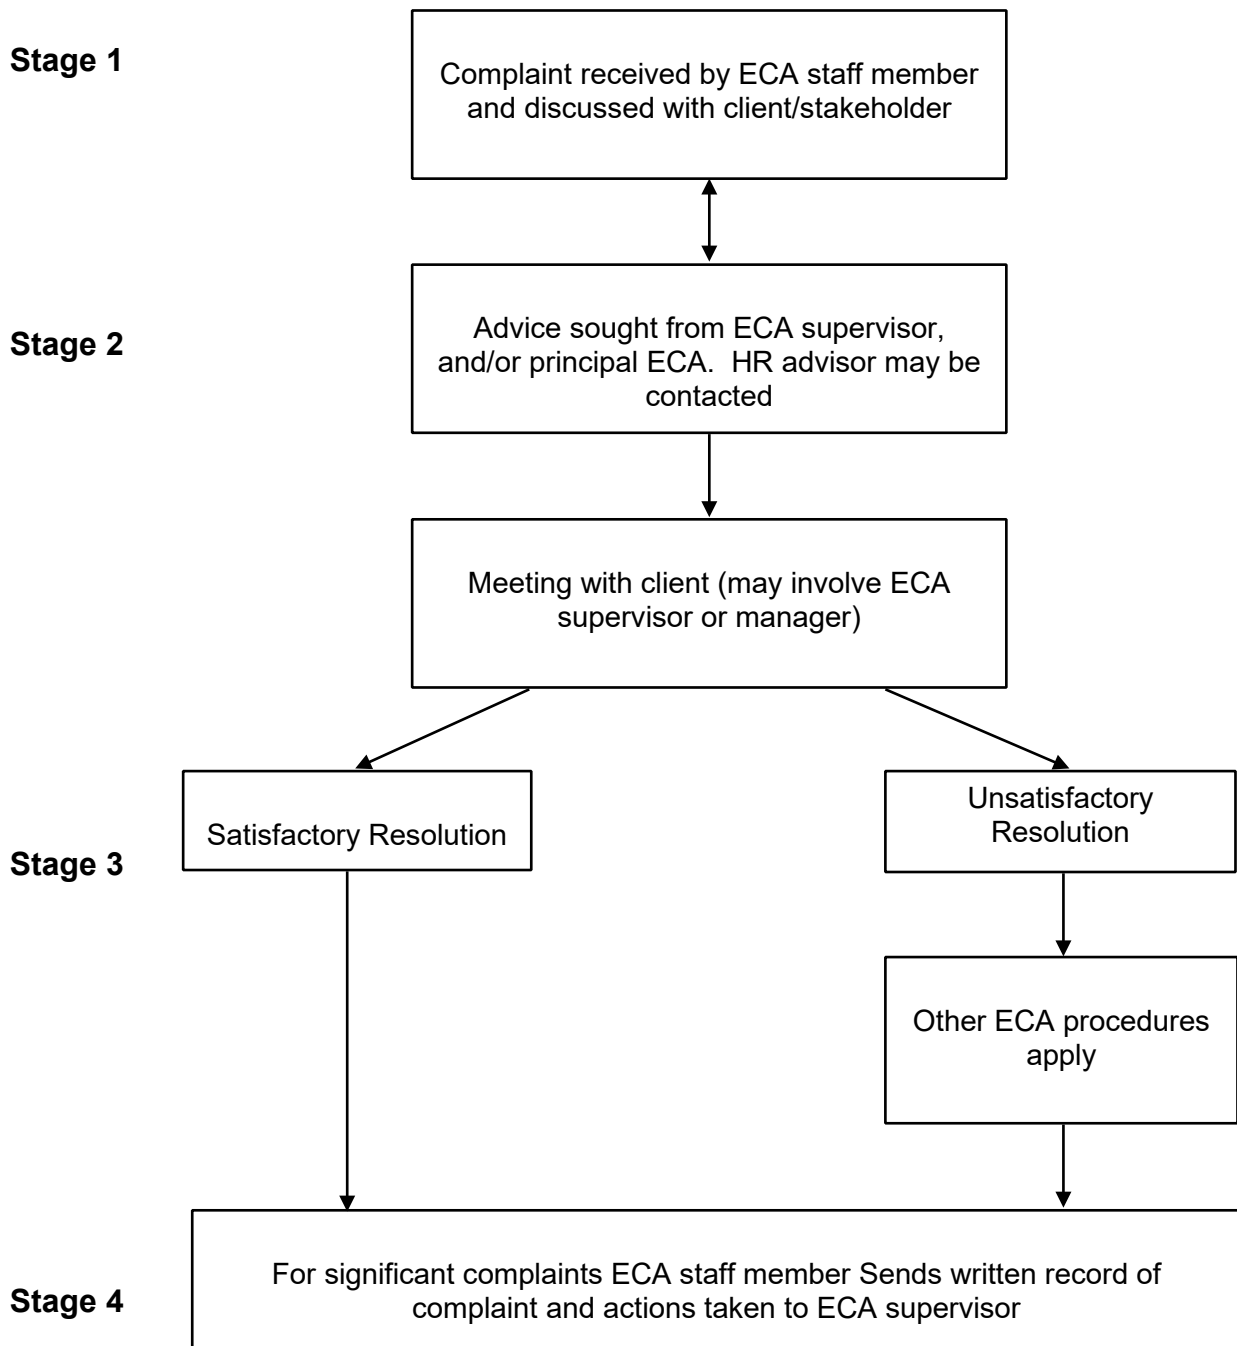 Stage 1
Complaint received by ECA staff member
and discussed with client/stakeholder
Stage 2
Advice sought from ECA supervisor,
and/or principal ECA.  HR advisor may be
contacted
Meeting with client (may involve ECA
supervisor or manager)
Stage 3
Satisfactory Resolution
Unsatisfactory
Resolution
Other ECA procedures
apply
Stage 4
For significant complaints ECA staff member Sends written record of
complaint and actions taken to ECA supervisor